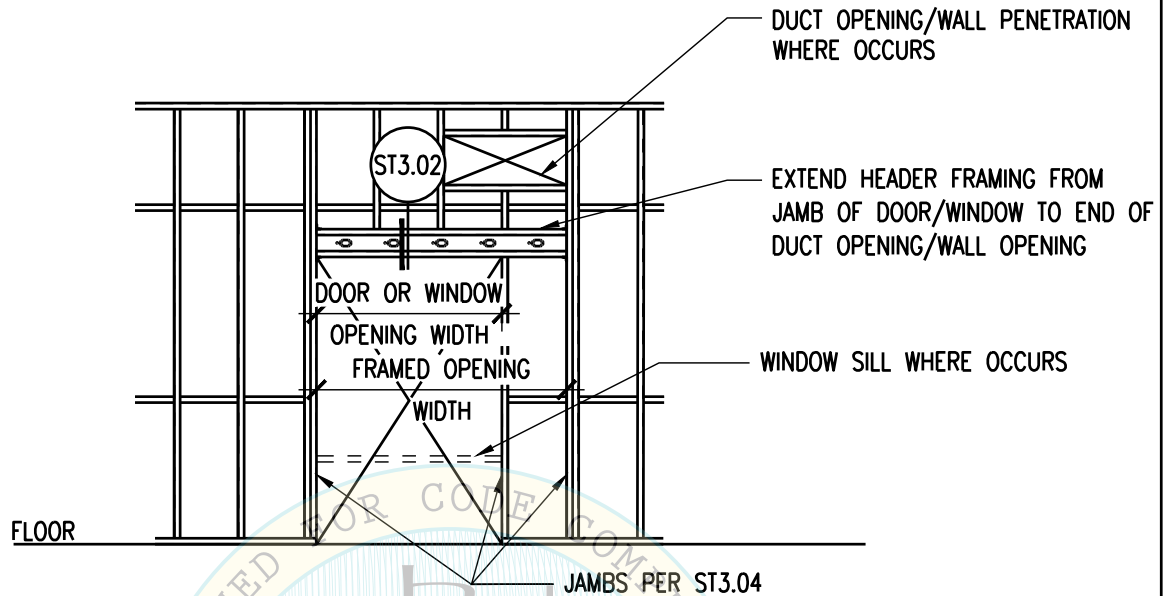 DUCT OPENING/WALL PENETRATION
WHERE OCCURS
ST3.02
EXTEND HEADER FRAMING FROM
JAMB OF DOOR/WINDOW TO END OF
DUCT OPENING/WALL OPENING
DOOR OR WINDOW
OPENING WIDTH
FRAMED OPENING
WIDTH
WINDOW SILL WHERE OCCURS
FLOOR
FOR CODE
JAMBS PER ST3.04